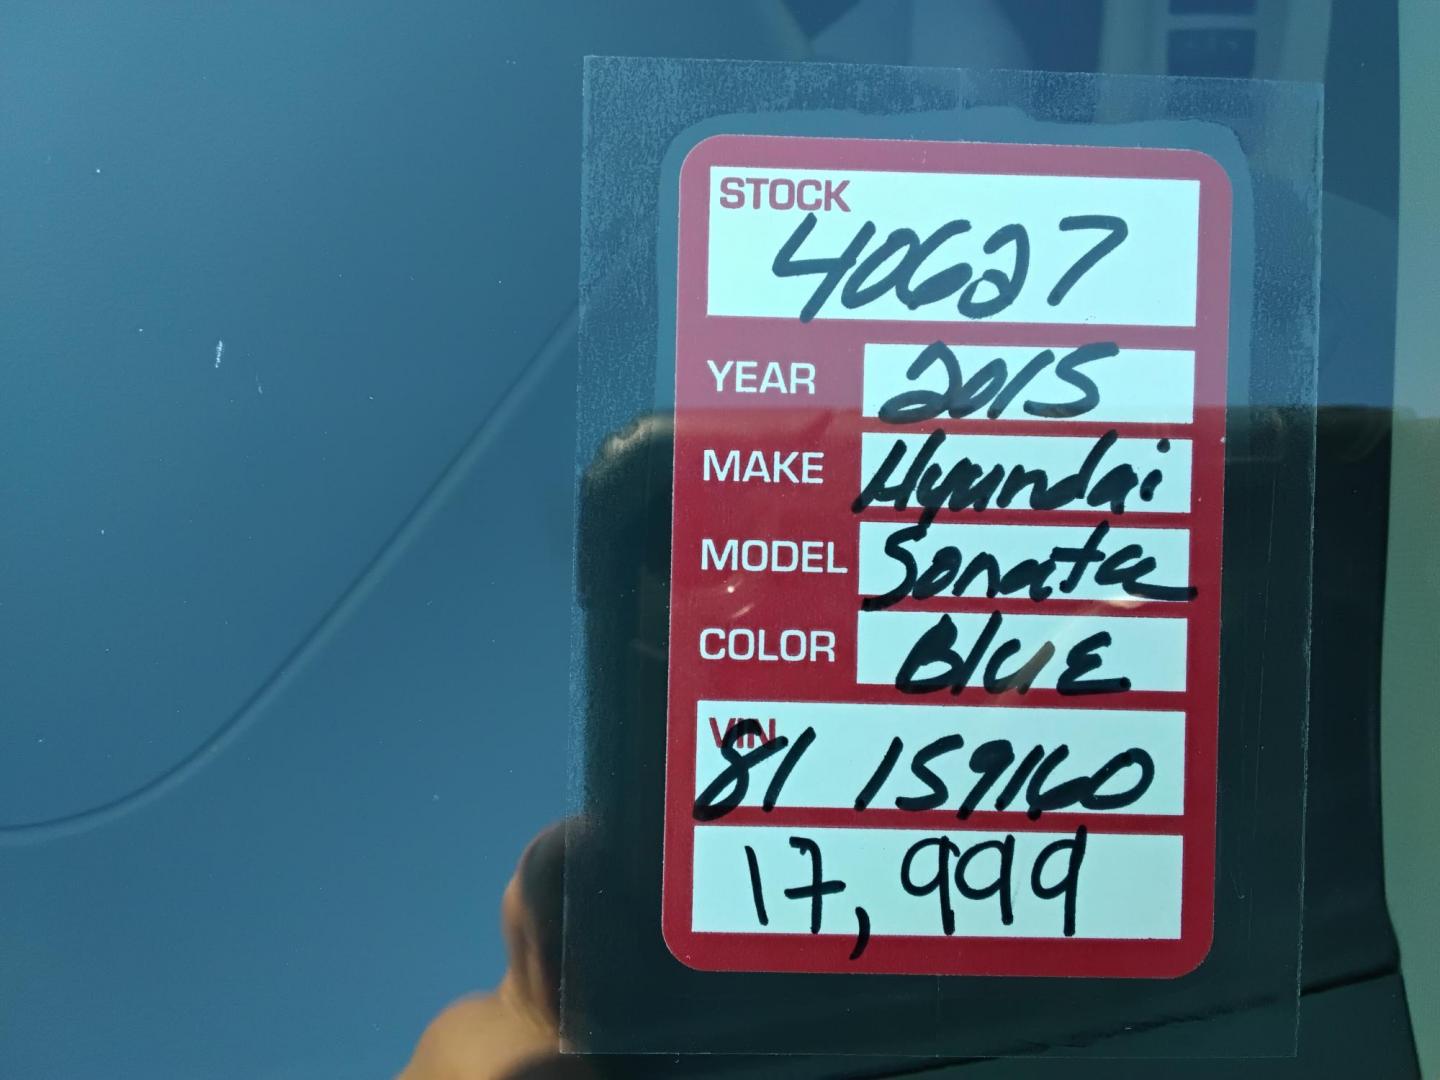 STOCK
40627
YEAR 2015
MAKE Hyundai
MODEL Sonata
COLOR Blue
VIN
81 159160
17,999